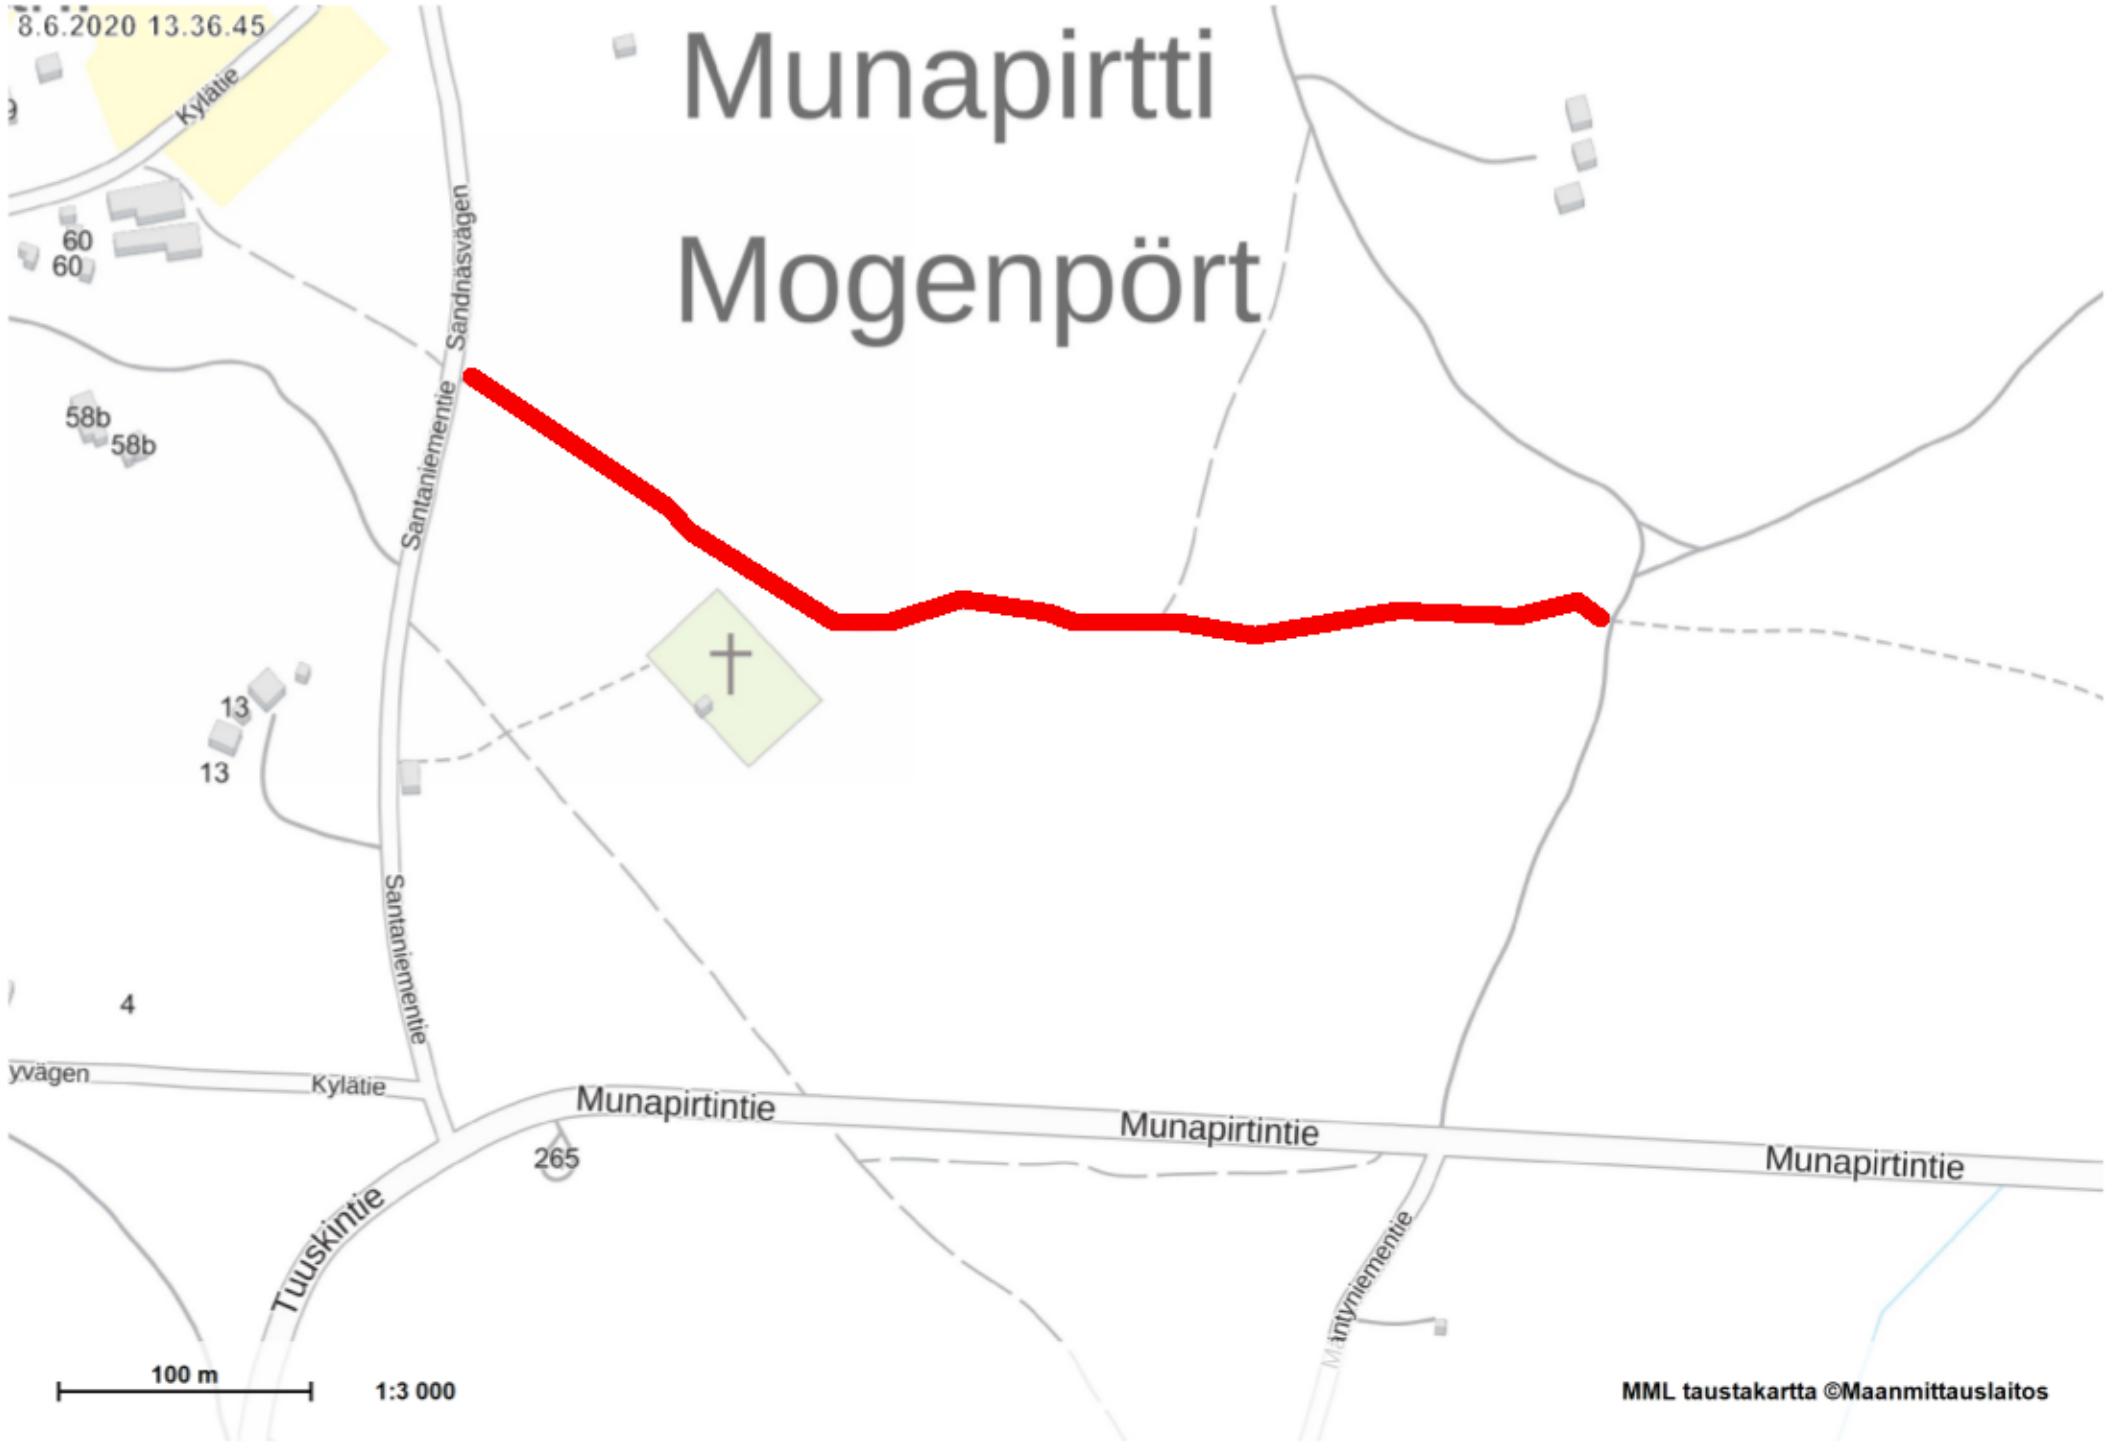 8.6.2020 13.36.45
Kylätie
Munapirtti
Sandnäsvägen
60
60
Mogenpört
58b
58b
Santaniementie
13
13
Santaniementie
4
yvägen
Kylätie
Munapirtintie
Munapirtintie
Munapirtintie
265
Tuuskintie
Mäntyniementie
100 m
1:3 000
MML taustakartta ©Maanmittauslaitos